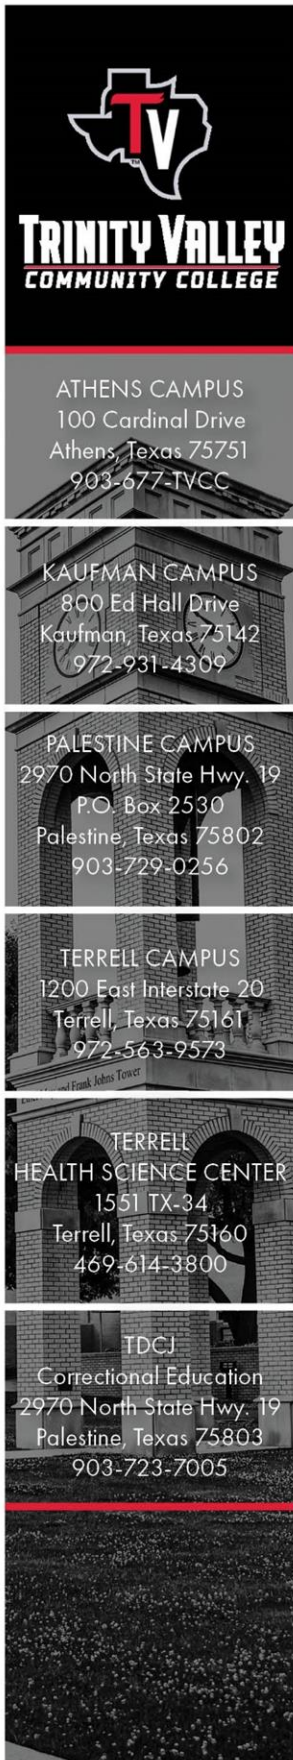 TV
TM
TRINITY VALLEY
COMMUNITY COLLEGE
ATHENS CAMPUS
100 Cardinal Drive
Athens, Texas 75751
903-677-TVCC
KAUFMAN CAMPUS
800 Ed Hall Drive
Kaufman, Texas 75142
972-931-4309
PALESTINE CAMPUS
2970 North State Hwy. 19
P.O. Box 2530
Palestine, Texas 75802
903-729-0256
TERRELL CAMPUS
1200 East Interstate 20
Terrell, Texas 75161
972-563-9573
and Frank Johns Tower
TERRELL
HEALTH SCIENCE CENTER
1551 TX-34
Terrell, Texas 75160
469-614-3800
TDCJ
Correctional Education
2970 North State Hwy. 19
Palestine, Texas 75803
903-723-7005